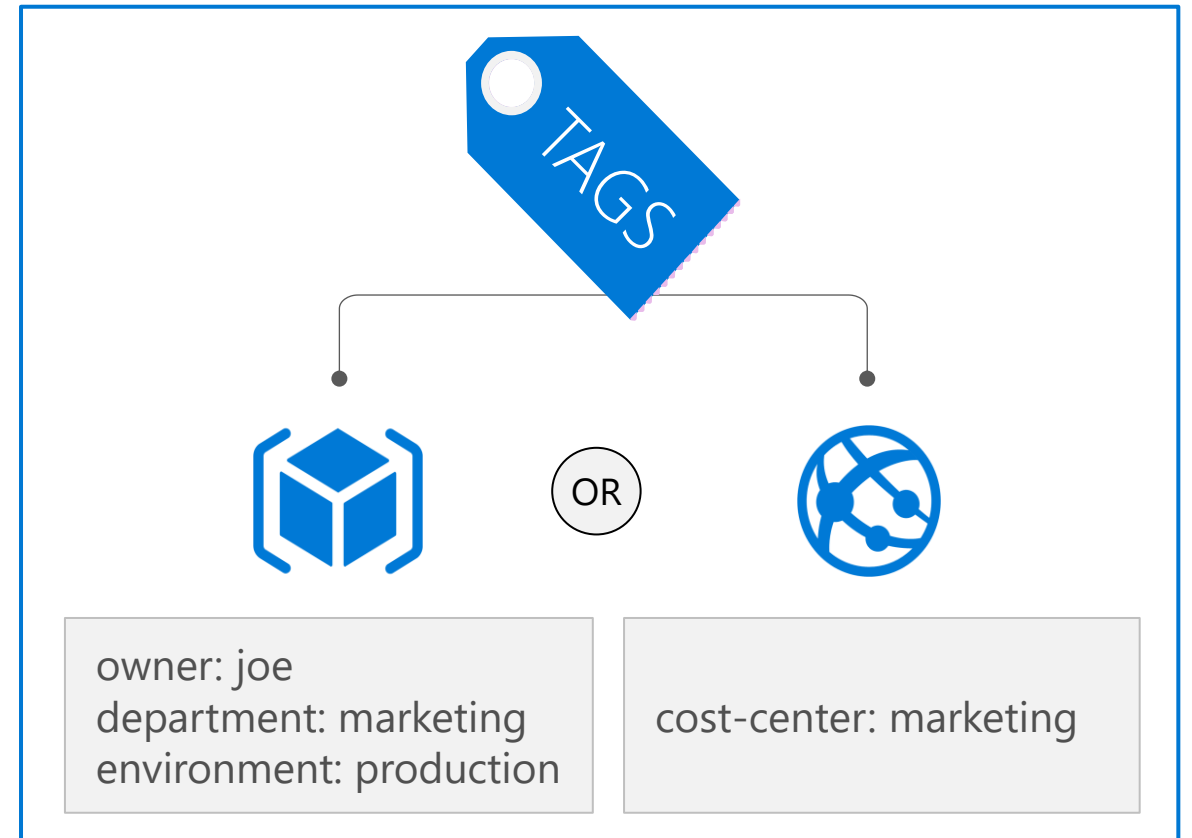 TAGS
OR
owner: joe
department: marketing
environment: production
cost-center: marketing